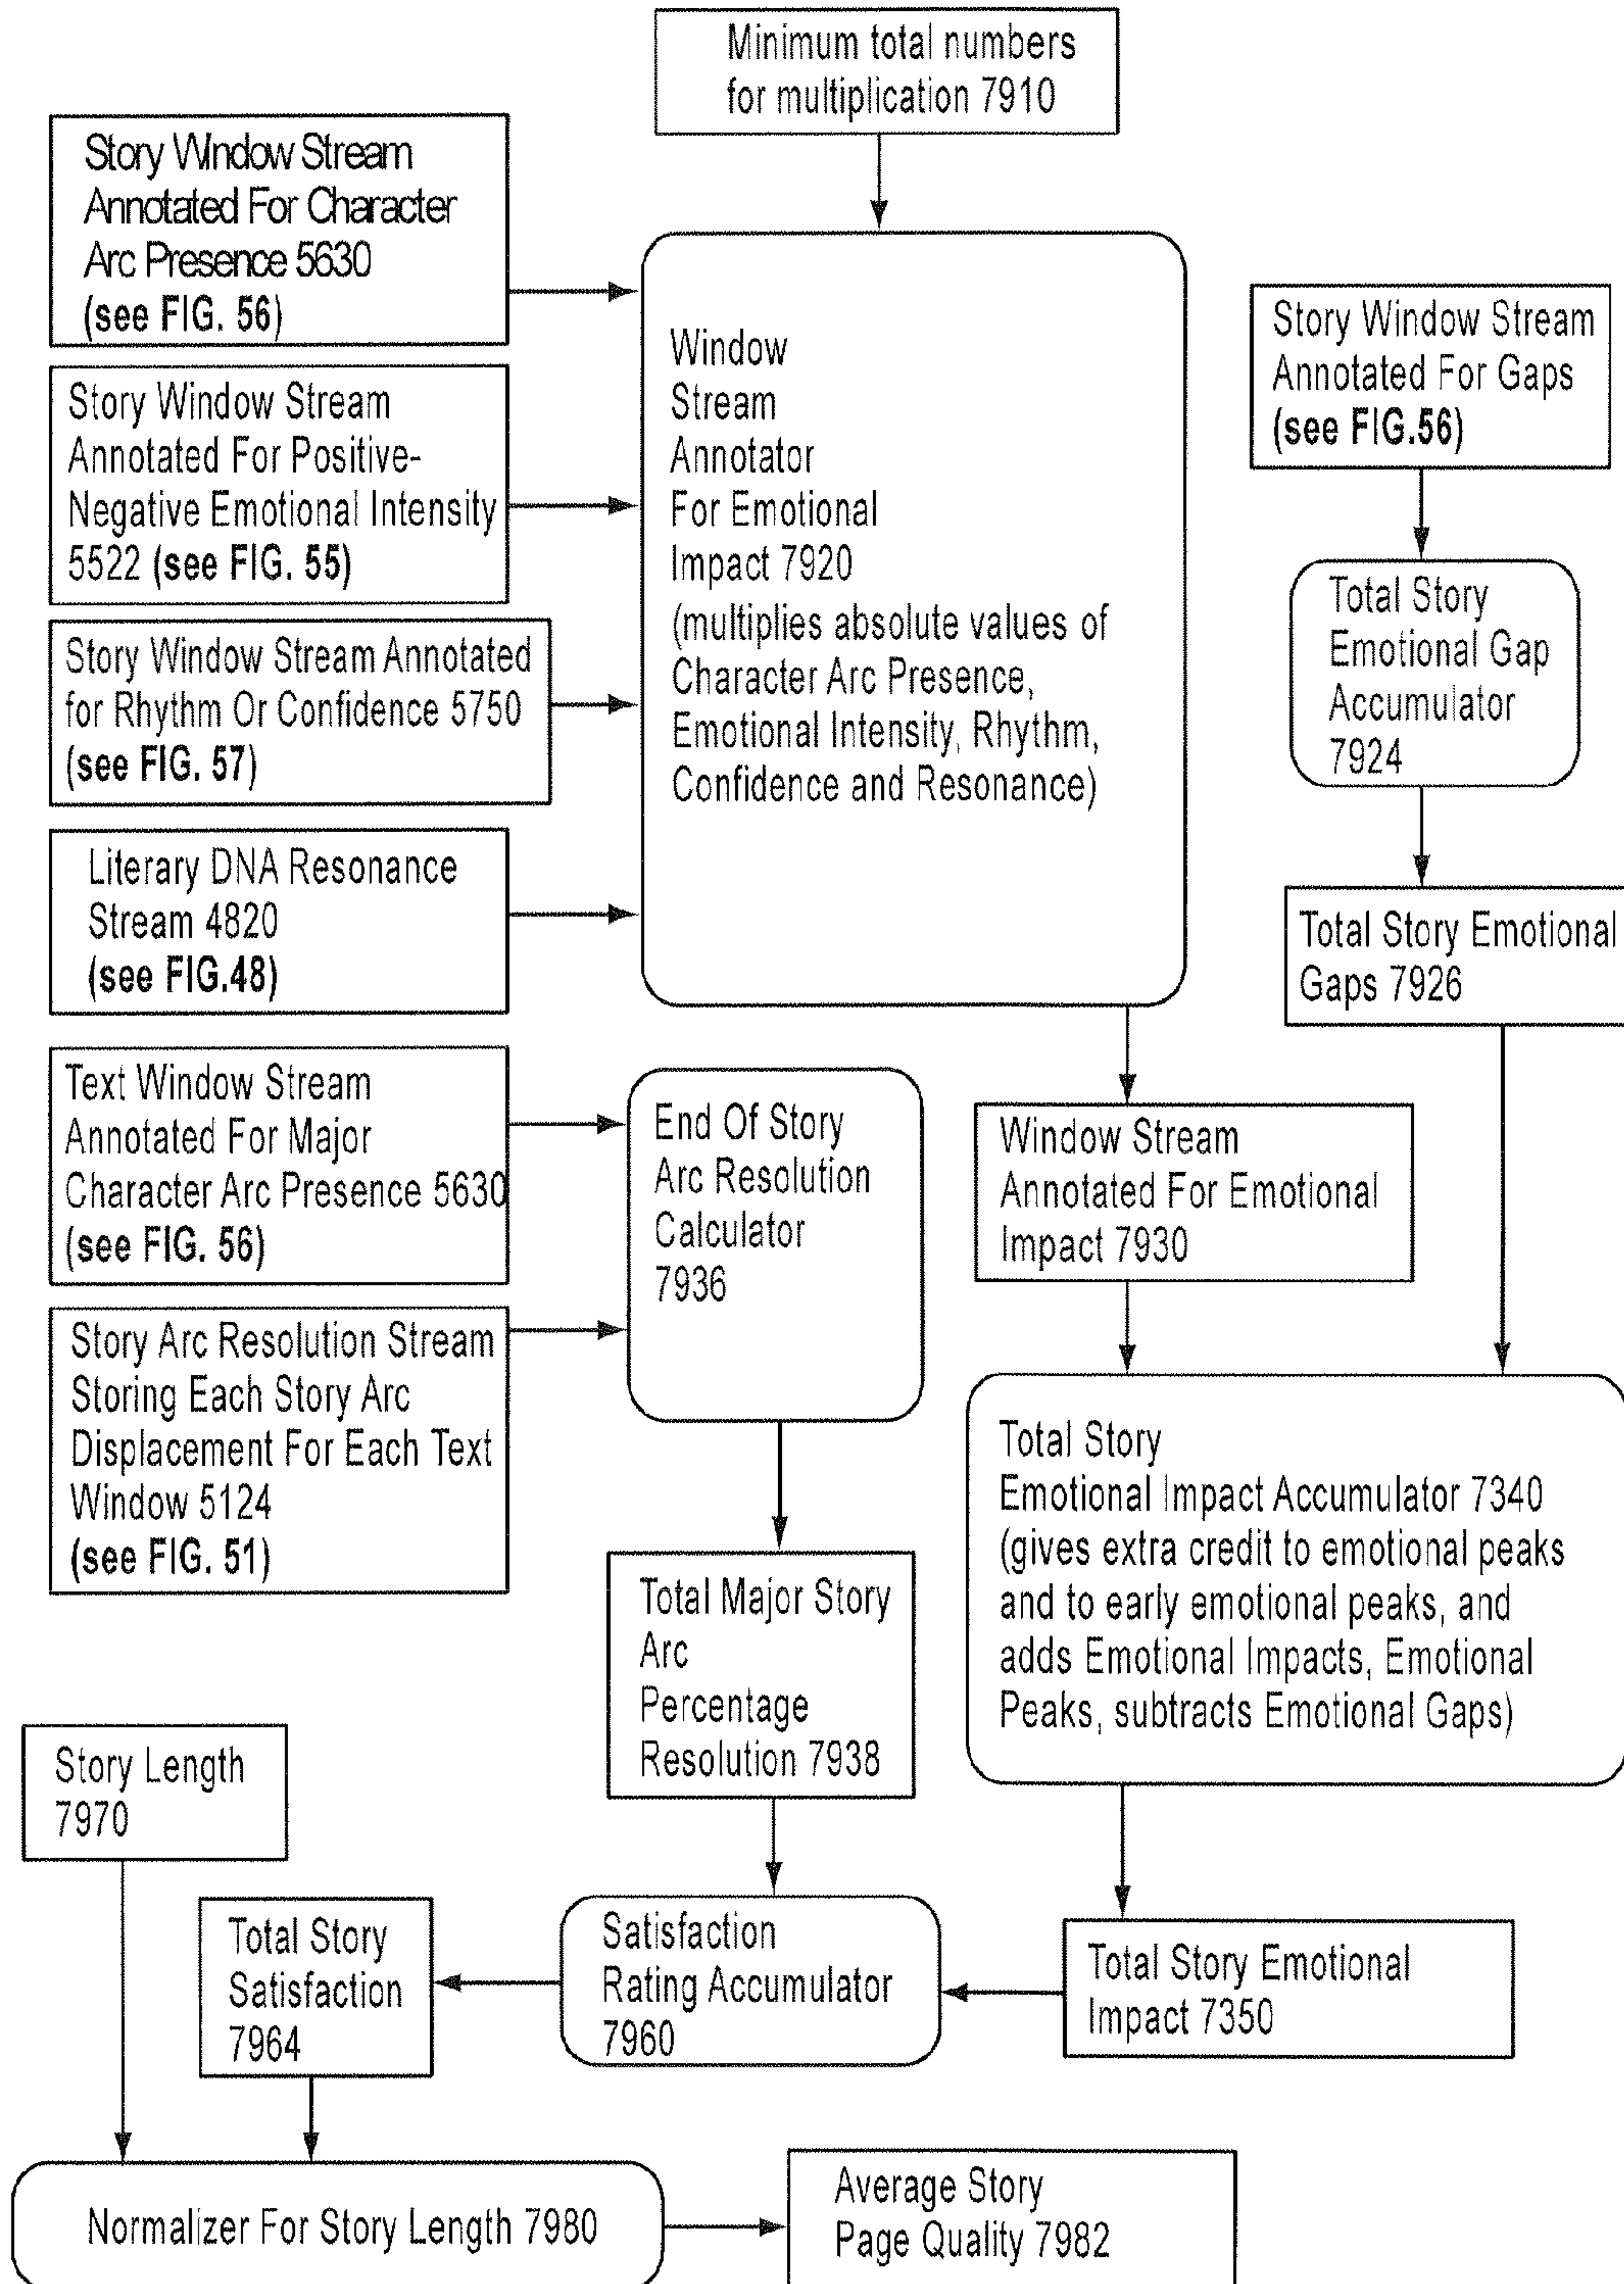 Minimum total numbers
for multiplication 7910
Story Window Stream
Annotated For Character
Arc Presence 5630
(see FIG. 56)
Story Window Stream
Annotated For Positive-
Negative Emotional Intensity
5522 (see FIG. 55)
Story Window Stream Annotated
for Rhythm Or Confidence 5750
(see FIG. 57)
Literary DNA Resonance
Stream 4820
(see FIG.48)
Window
Stream
Annotator
For Emotional
Impact 7920
(multiplies absolute values of
Character Arc Presence,
Emotional Intensity, Rhythm,
Confidence and Resonance)
Story Window Stream
Annotated For Gaps
(see FIG.56)
Total Story
Emotional Gap
Accumulator
7924
Total Story Emotional
Gaps 7926
Text Window Stream
Annotated For Major
Character Arc Presence 5630
(see FIG. 56)
Story Arc Resolution Stream
Storing Each Story Arc
Displacement For Each Text
Window 5124
(see FIG. 51)
End Of Story
Arc Resolution
Calculator
7936
Window Stream
Annotated For Emotional
Impact 7930
Total Story
Emotional Impact Accumulator 7340
(gives extra credit to emotional peaks
and to early emotional peaks, and
adds Emotional Impacts, Emotional
Peaks, subtracts Emotional Gaps)
Total Major Story
Arc
Percentage
Resolution 7938
Story Length
7970
Total Story
Satisfaction
7964
Satisfaction
Rating Accumulator
7960
Total Story Emotional
Impact 7350
Normalizer For Story Length 7980
Average Story
Page Quality 7982